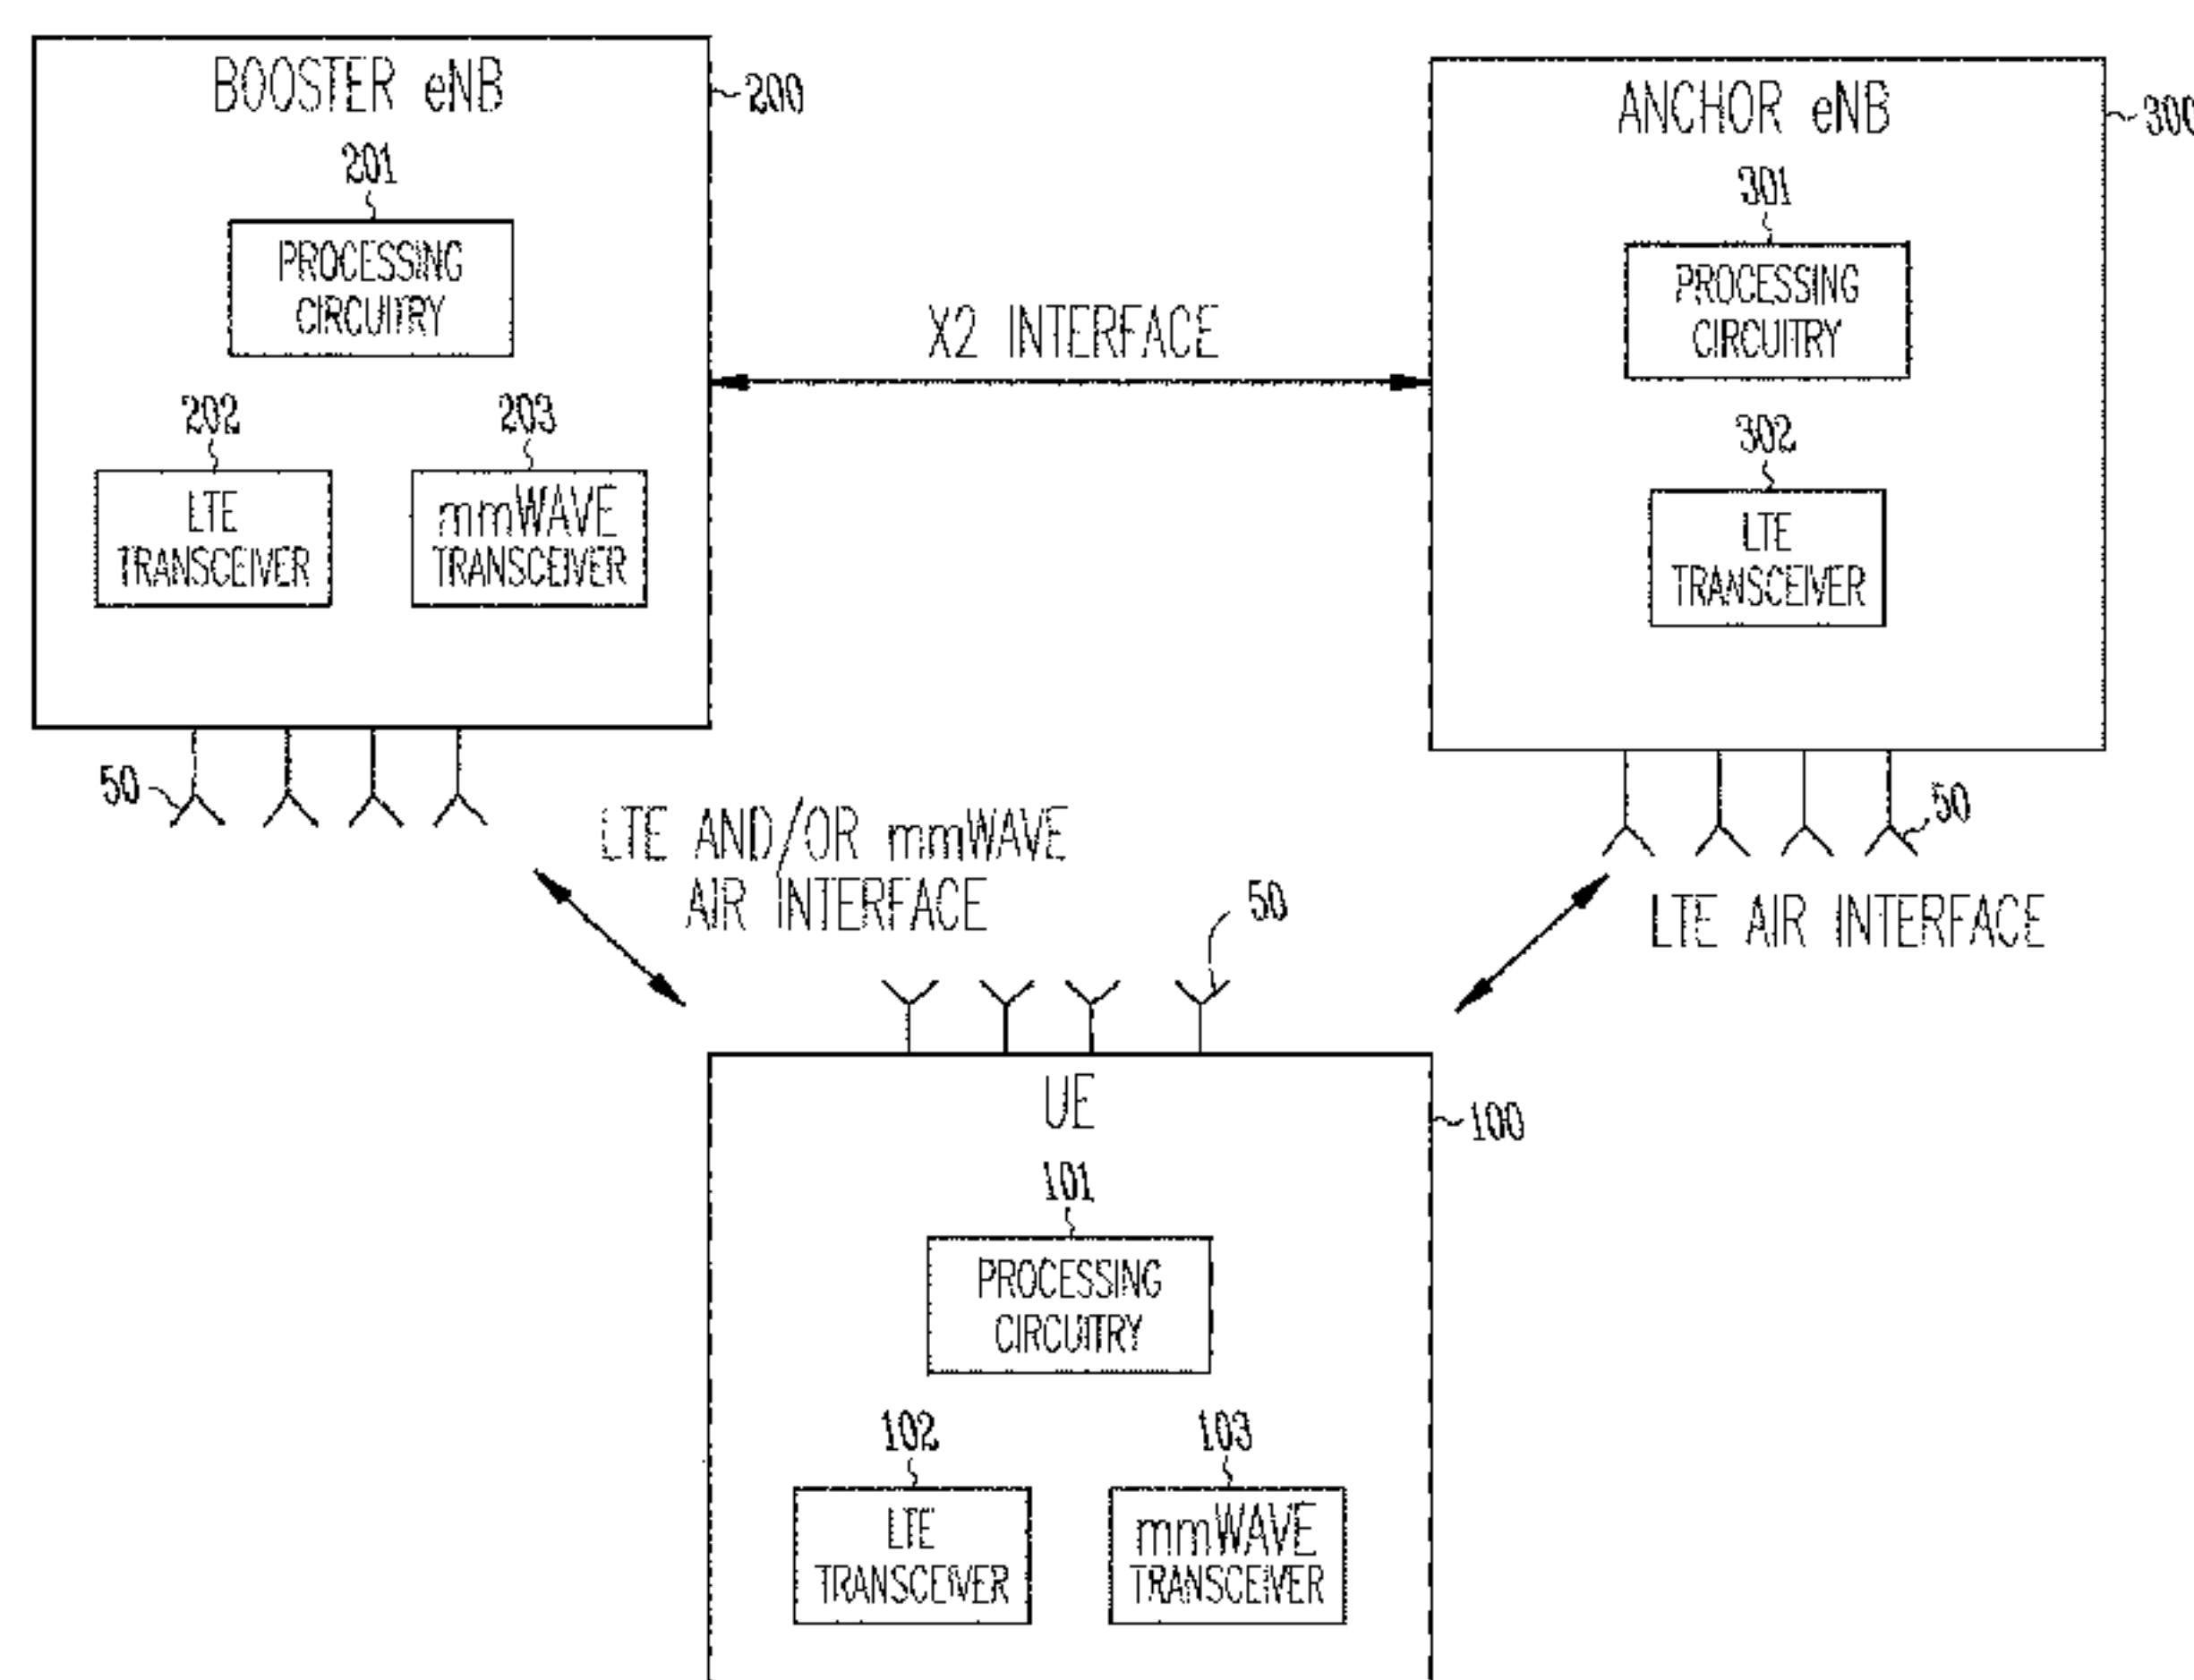 BOOSTER eNB
200
201
PROCESSING
CIRCUITRY
202
203
LTE
TRANSCEIVER
mmWAVE
TRANSCEIVER
50
X2 INTERFACE
ANCHOR eNB
300
301
PROCESSING
CIRCUITRY
302
LTE
TRANSCEIVER
50
LTE AND/OR mmWAVE
AIR INTERFACE
LTE AIR INTERFACE
50
UE
100
101
PROCESSING
CIRCUITRY
102
103
LTE
TRANSCEIVER
mmWAVE
TRANSCEIVER